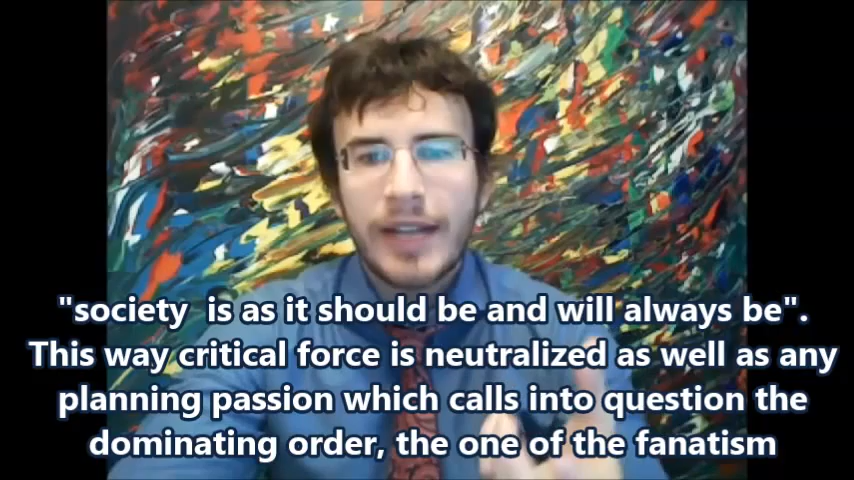 "society is as it should be and will always be".
This way critical force is neutralized as well as any
planning passion which calls into question the
dominating order, the one of the fanatism